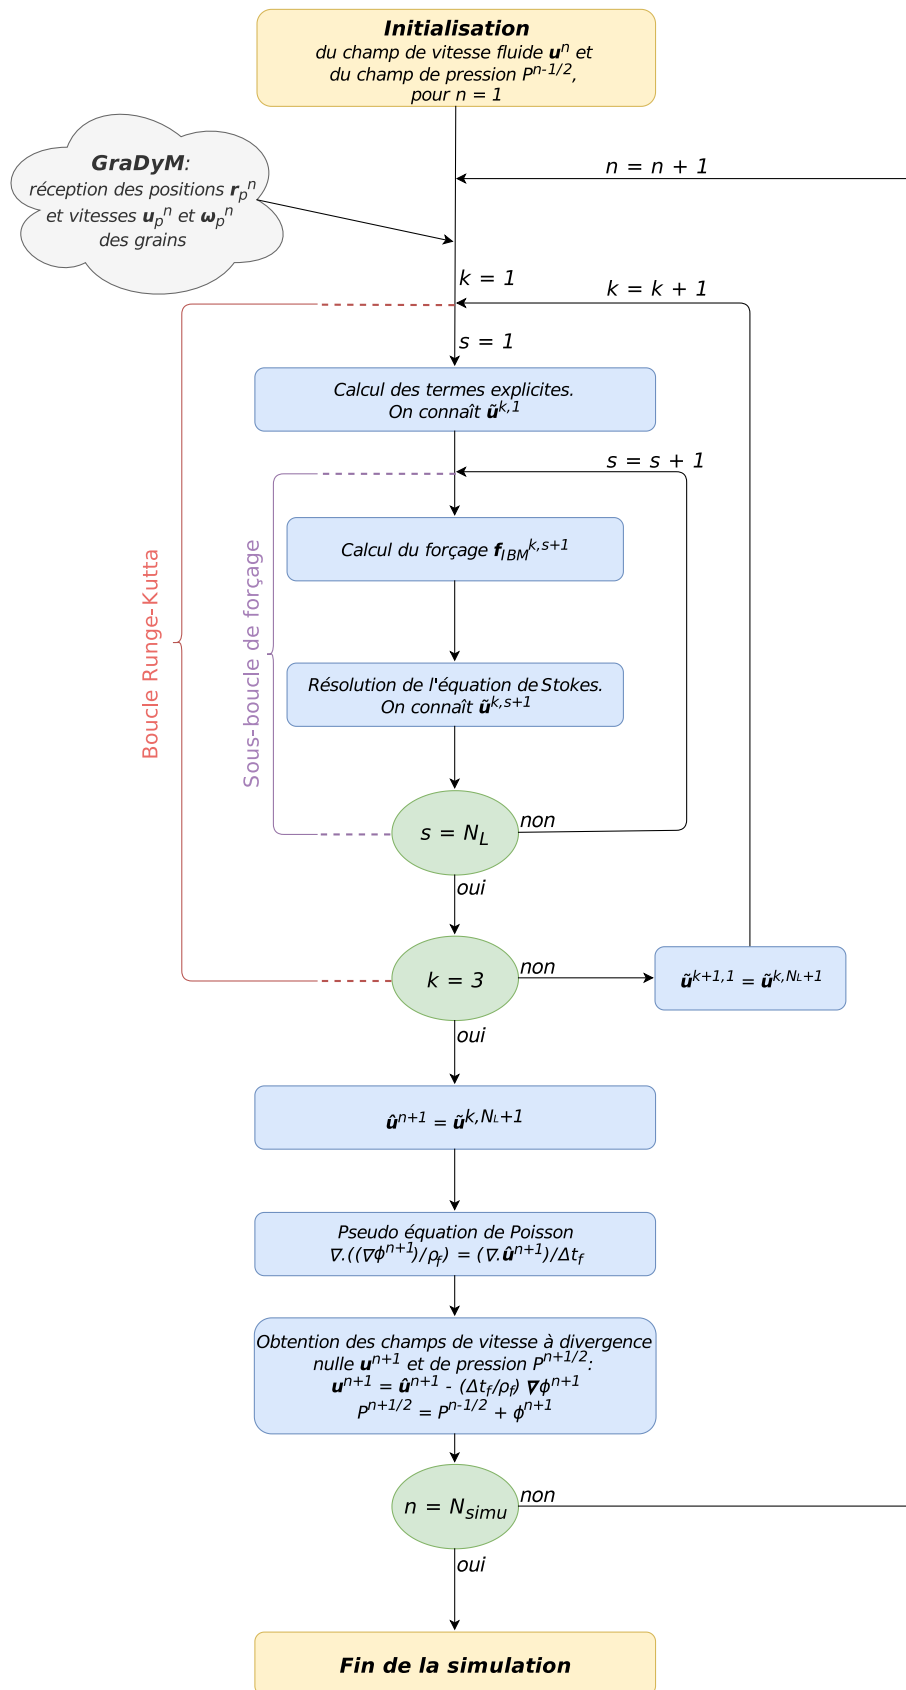 Initialisation
du champ de vitesse fluide uⁿ et
du champ de pression Pⁿ⁻¹ᐟ²,
pour n = 1
GraDyM:
réception des positions r_p^n
et vitesses u_p^n et ω_p^n
des grains
n = n + 1
k = 1
k = k + 1
s = 1
Calcul des termes explicites.
On connaît ũ^k,1
s = s + 1
Calcul du forçage f_IBM^k,s+1
Résolution de l'équation de Stokes.
On connaît ũ^k,s+1
Boucle Runge-Kutta
Sous-boucle de forçage
s = N_L
non
oui
k = 3
non
ũ^k+1,1 = ũ^k,N_L+1
oui
û^n+1 = ũ^k,N_L+1
Pseudo équation de Poisson
∇.((∇ϕ^n+1)/ρ_f) = (∇.û^n+1)/Δt_f
Obtention des champs de vitesse à divergence
nulle u^n+1 et de pression P^n+1/2:
u^n+1 = û^n+1 - (Δt_f/ρ_f) ∇ϕ^n+1
P^n+1/2 = P^n-1/2 + ϕ^n+1
n = N_simu
non
oui
Fin de la simulation